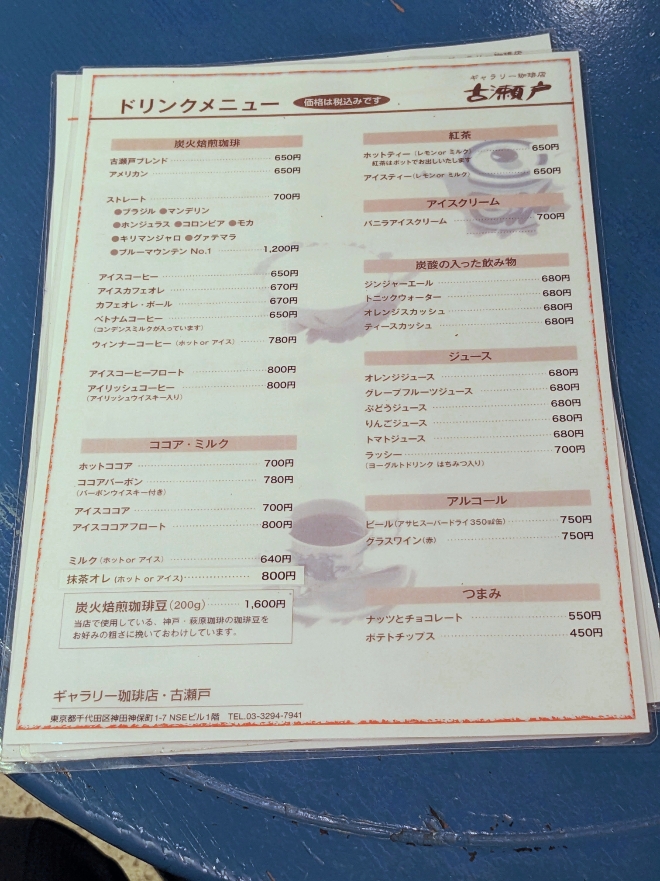 ドリンクメニュー 価格は税込みです
ギャラリー珈琲店
古瀬戸
炭火焙煎珈琲
古瀬戸ブレンド 650円
アメリカン 650円
ストレート 700円
●ブラジル ●マンデリン
●ホンジュラス ●コロンビア ●モカ
●キリマンジャロ ●グァテマラ
●ブルーマウンテン No.1 1,200円
アイスコーヒー 650円
アイスカフェオレ 670円
カフェオレ・ボール 670円
ベトナムコーヒー 650円
(コンデンスミルクが入っています)
ウィンナーコーヒー (ホット or アイス) 780円
アイスコーヒーフロート 800円
アイリッシュコーヒー 800円
(アイリッシュウイスキー入り)
ココア・ミルク
ホットココア 700円
ココアバーボン 780円
(バーボンウイスキー付き)
アイスココア 700円
アイスココアフロート 800円
ミルク (ホット or アイス) 640円
抹茶オレ (ホット or アイス) 800円
炭火焙煎珈琲豆 (200g) 1,600円
当店で使用している、神戸・萩原珈琲の珈琲豆を
お好みの粗さに挽いておわけしています。
紅茶
ホットティー (レモン or ミルク) 650円
紅茶はポットでお出しいたします
アイスティー (レモン or ミルク) 650円
アイスクリーム
バニラアイスクリーム 700円
炭酸の入った飲み物
ジンジャーエール 680円
トニックウォーター 680円
オレンジスカッシュ 680円
ティースカッシュ 680円
ジュース
オレンジジュース 680円
グレープフルーツジュース 680円
ぶどうジュース 680円
りんごジュース 680円
トマトジュース 680円
ラッシー 700円
(ヨーグルトドリンク はちみつ入り)
アルコール
ビール (アサヒスーパードライ 350㎖缶) 750円
グラスワイン (赤) 750円
つまみ
ナッツとチョコレート 550円
ポテトチップス 450円
ギャラリー珈琲店・古瀬戸
東京都千代田区神田神保町1-7 NSEビル1階 TEL.03-3294-7941